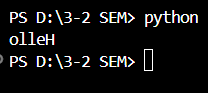 PS D:\3-2 SEM> python
olleH
PS D:\3-2 SEM>